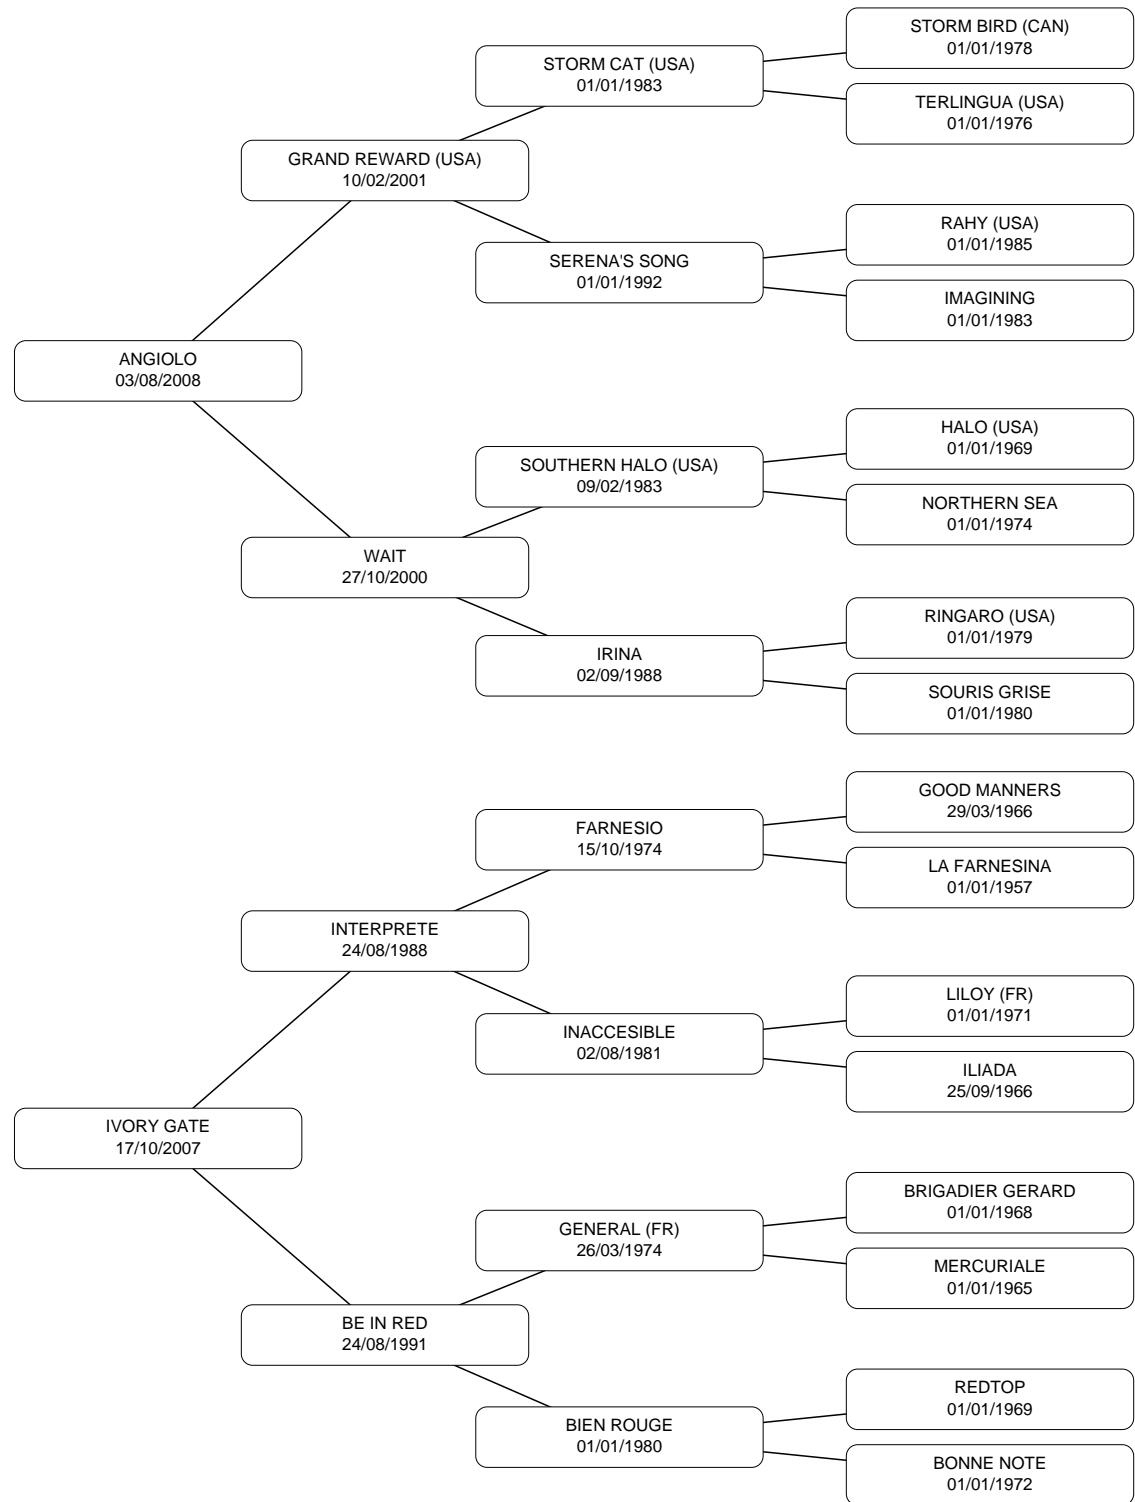 STORM BIRD (CAN)
01/01/1978
STORM CAT (USA)
01/01/1983
TERLINGUA (USA)
01/01/1976
GRAND REWARD (USA)
10/02/2001
RAHY (USA)
01/01/1985
SERENA'S SONG
01/01/1992
IMAGINING
01/01/1983
ANGIOLO
03/08/2008
HALO (USA)
01/01/1969
SOUTHERN HALO (USA)
09/02/1983
NORTHERN SEA
01/01/1974
WAIT
27/10/2000
RINGARO (USA)
01/01/1979
IRINA
02/09/1988
SOURIS GRISE
01/01/1980
GOOD MANNERS
29/03/1966
FARNESIO
15/10/1974
LA FARNESINA
01/01/1957
INTERPRETE
24/08/1988
LILOY (FR)
01/01/1971
INACCESIBLE
02/08/1981
ILIADA
25/09/1966
IVORY GATE
17/10/2007
BRIGADIER GERARD
01/01/1968
GENERAL (FR)
26/03/1974
MERCURIALE
01/01/1965
BE IN RED
24/08/1991
REDTOP
01/01/1969
BIEN ROUGE
01/01/1980
BONNE NOTE
01/01/1972